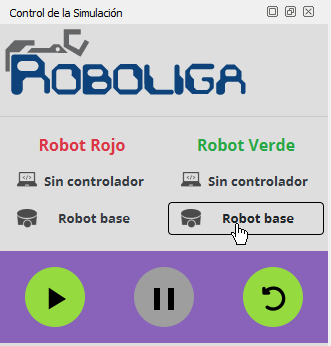 Control de la Simulación
ROBOLIGA
Robot Rojo
Robot Verde
Sin controlador
Sin controlador
Robot base
Robot base